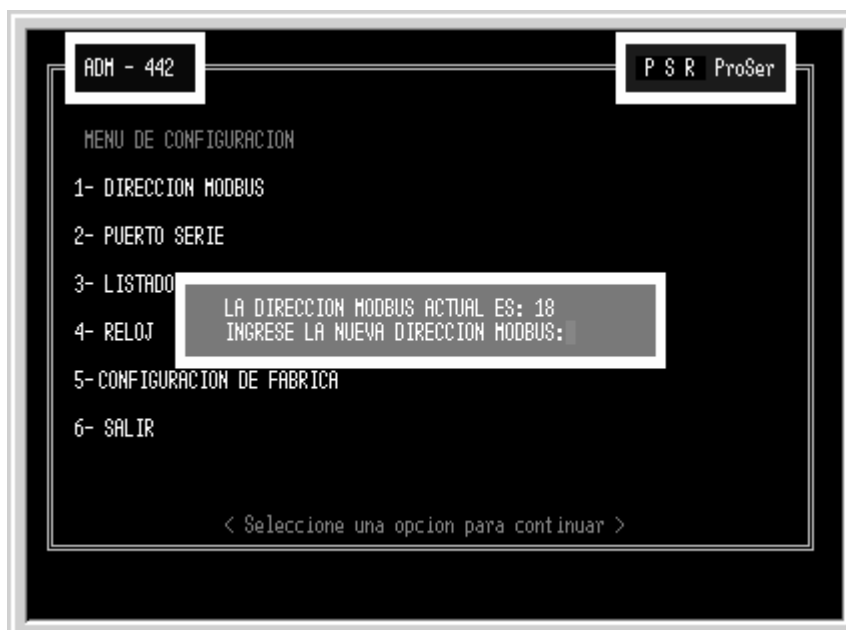 ADM - 442
P S R ProSer
MENU DE CONFIGURACION
1- DIRECCION MODBUS
2- PUERTO SERIE
3- LISTADO
LA DIRECCION MODBUS ACTUAL ES: 18
4- RELOJ
INGRESE LA NUEVA DIRECCION MODBUS:
5-CONFIGURACION DE FABRICA
6- SALIR
< Seleccione una opcion para continuar >